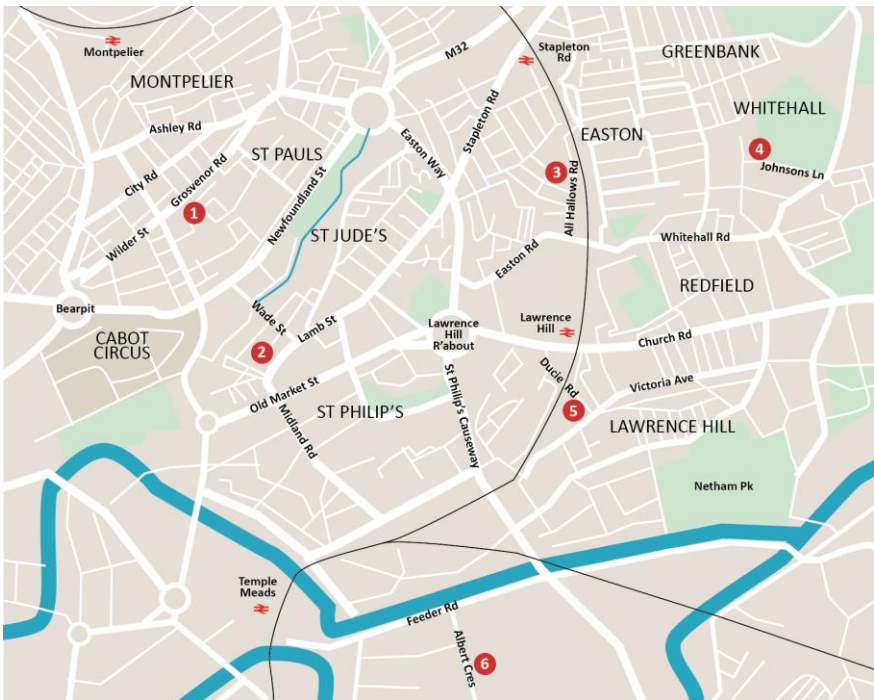 Montpelier
M32
Stapleton
Rd
GREENBANK
MONTPELIER
WHITEHALL
Ashley Rd
Stapleton Rd
EASTON
ST PAULS
Easton Way
4
City Rd
Grosvenor Rd
3
Johnsons Ln
All Hallows Rd
1
Newfoundland St
Wilder St
ST JUDE'S
Easton Rd
Whitehall Rd
REDFIELD
Bearpit
Wade St
Lamb St
Lawrence
Hill
R'about
Lawrence
Hill
Church Rd
CABOT
CIRCUS
2
Ducie Rd
Victoria Ave
Old Market St
St Philip's Causeway
5
ST PHILIP'S
Midland Rd
LAWRENCE HILL
Netham Pk
Temple
Meads
Feeder Rd
Albert Cres
6